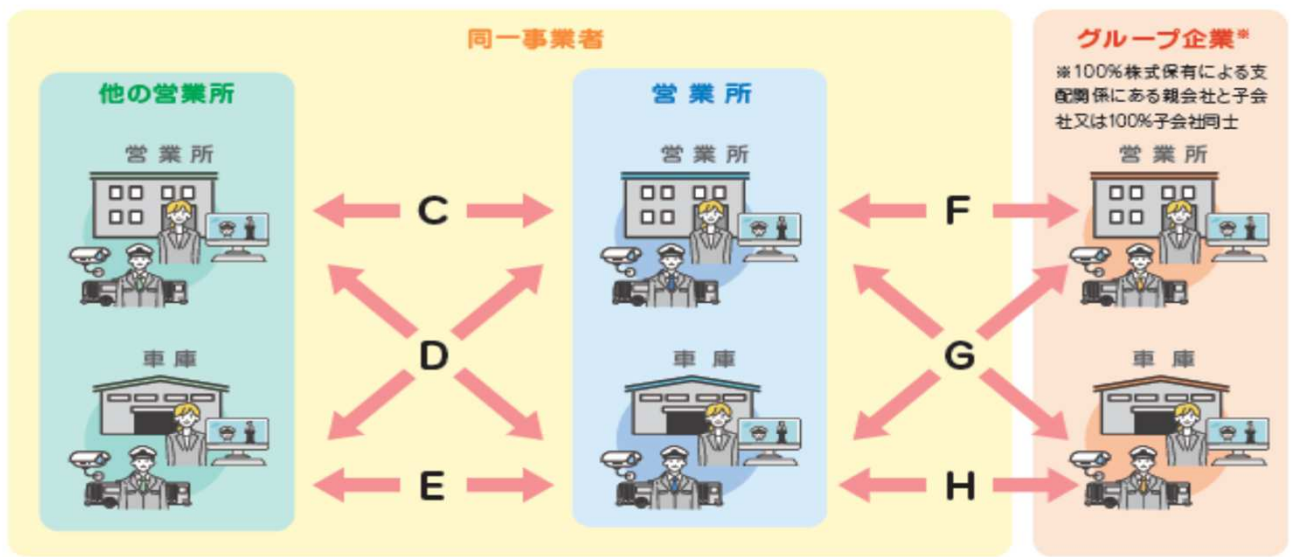 同一事業者
グループ企業※
※100%株式保有による支
配関係にある親会社と子会
社又は100%子会社同士
他の営業所
営業所
営業所
営業所
営業所
C
F
D
G
車庫
車庫
車庫
E
H